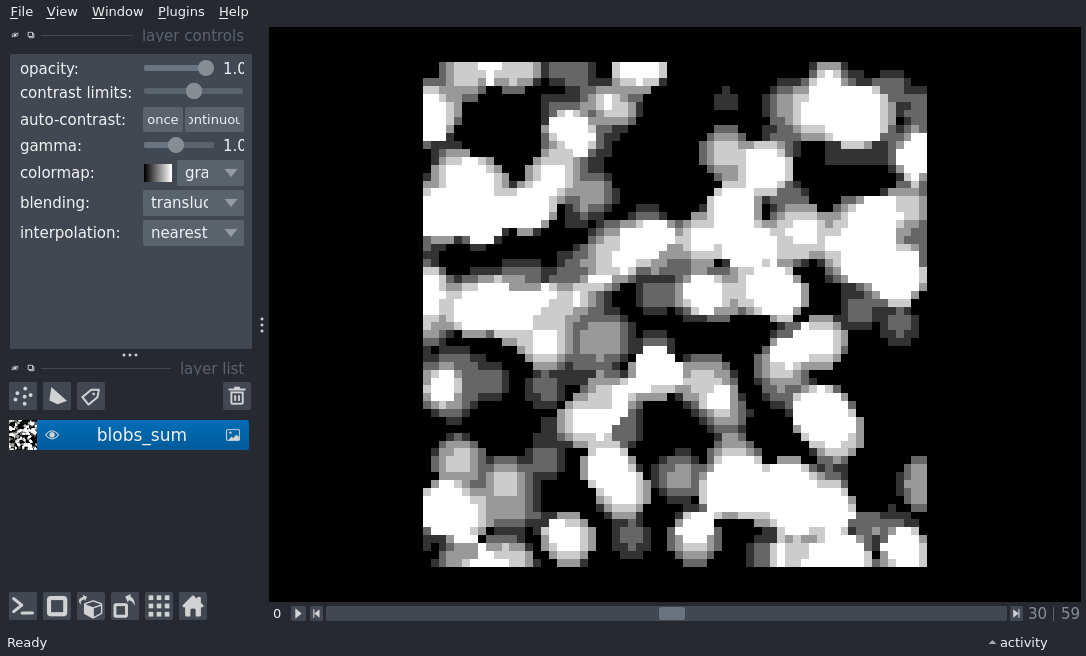 File View Window Plugins Help
layer controls
opacity: 1.0
contrast limits:
auto-contrast: once ontinuou
gamma: 1.0
colormap: gra
blending: transluc
interpolation: nearest
layer list
blobs_sum
0 30 | 59
Ready activity